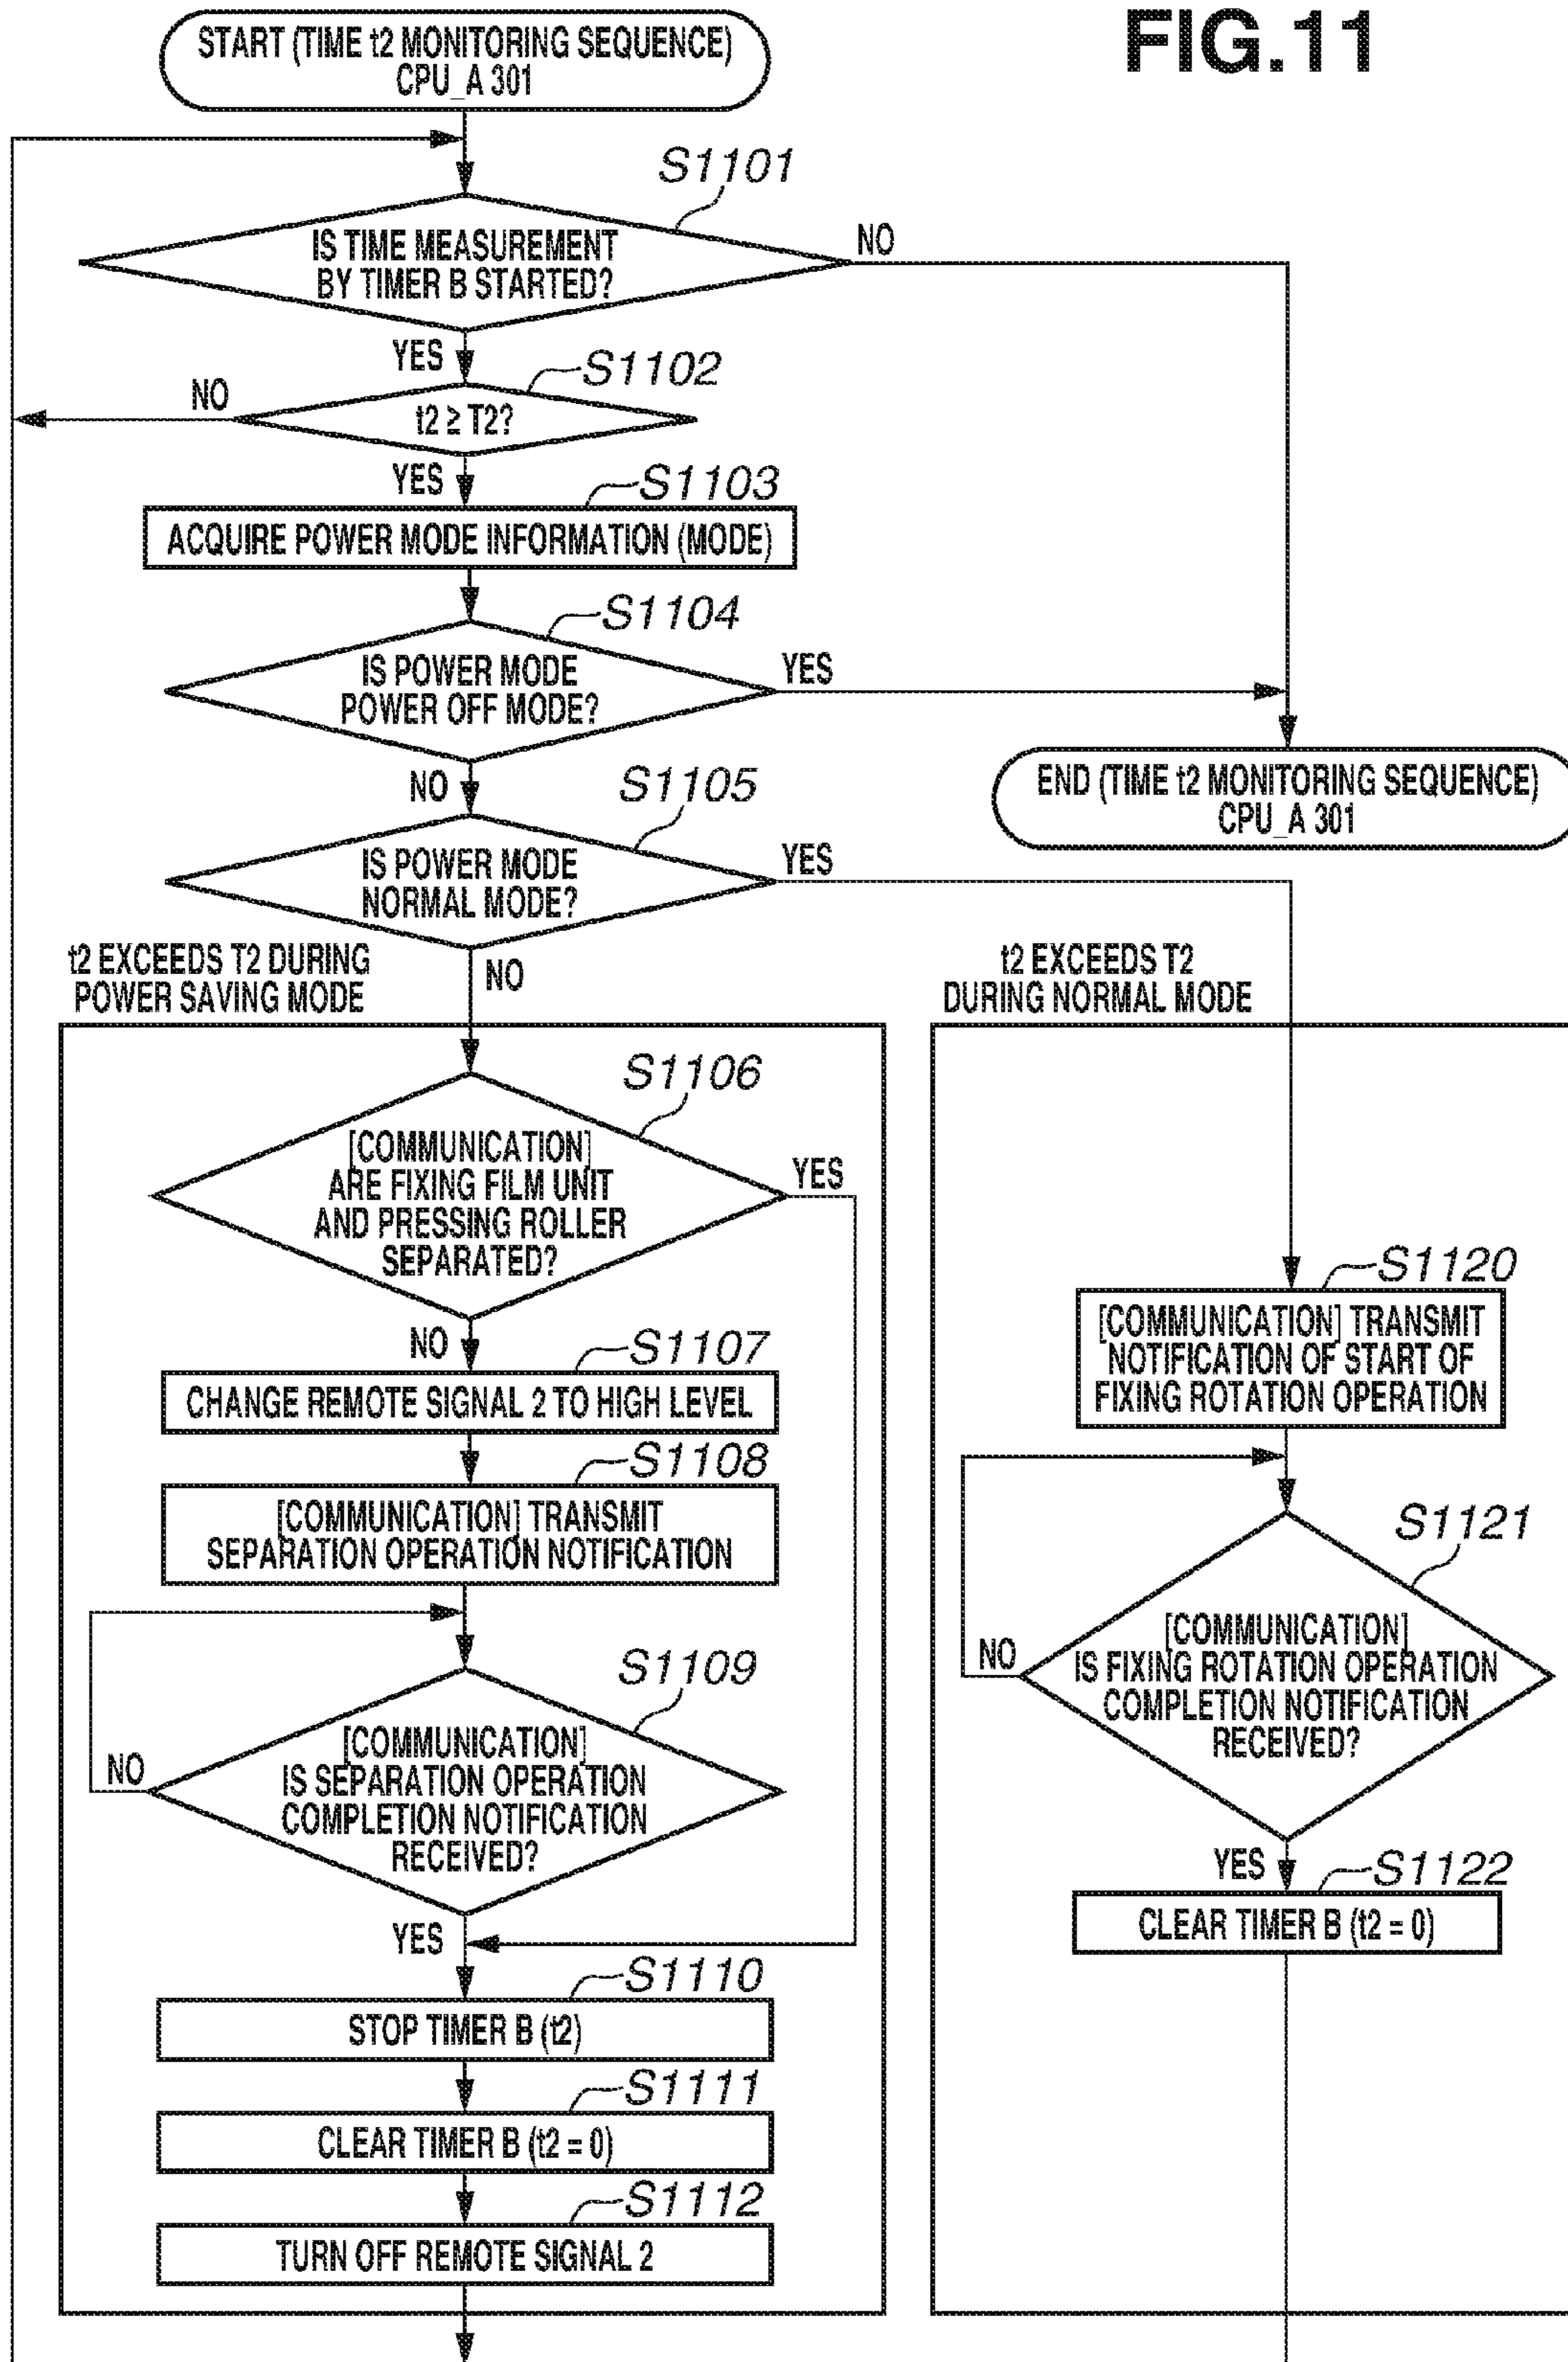 FIG.11
START (TIME t2 MONITORING SEQUENCE)
CPU_A 301
S1101
IS TIME MEASUREMENT
BY TIMER B STARTED?
NO
YES
S1102
NO
t2 ≥ T2?
YES
S1103
ACQUIRE POWER MODE INFORMATION (MODE)
S1104
IS POWER MODE
POWER OFF MODE?
YES
NO
END (TIME t2 MONITORING SEQUENCE)
CPU_A 301
S1105
IS POWER MODE
NORMAL MODE?
YES
NO
t2 EXCEEDS T2 DURING
POWER SAVING MODE
t2 EXCEEDS T2
DURING NORMAL MODE
S1106
[COMMUNICATION]
ARE FIXING FILM UNIT
AND PRESSING ROLLER
SEPARATED?
YES
NO
S1107
CHANGE REMOTE SIGNAL 2 TO HIGH LEVEL
S1108
[COMMUNICATION] TRANSMIT
SEPARATION OPERATION NOTIFICATION
S1109
[COMMUNICATION]
IS SEPARATION OPERATION
COMPLETION NOTIFICATION
RECEIVED?
NO
YES
S1110
STOP TIMER B (t2)
S1111
CLEAR TIMER B (t2 = 0)
S1112
TURN OFF REMOTE SIGNAL 2
S1120
[COMMUNICATION] TRANSMIT
NOTIFICATION OF START OF
FIXING ROTATION OPERATION
S1121
[COMMUNICATION]
IS FIXING ROTATION OPERATION
COMPLETION NOTIFICATION
RECEIVED?
NO
YES
S1122
CLEAR TIMER B (t2 = 0)